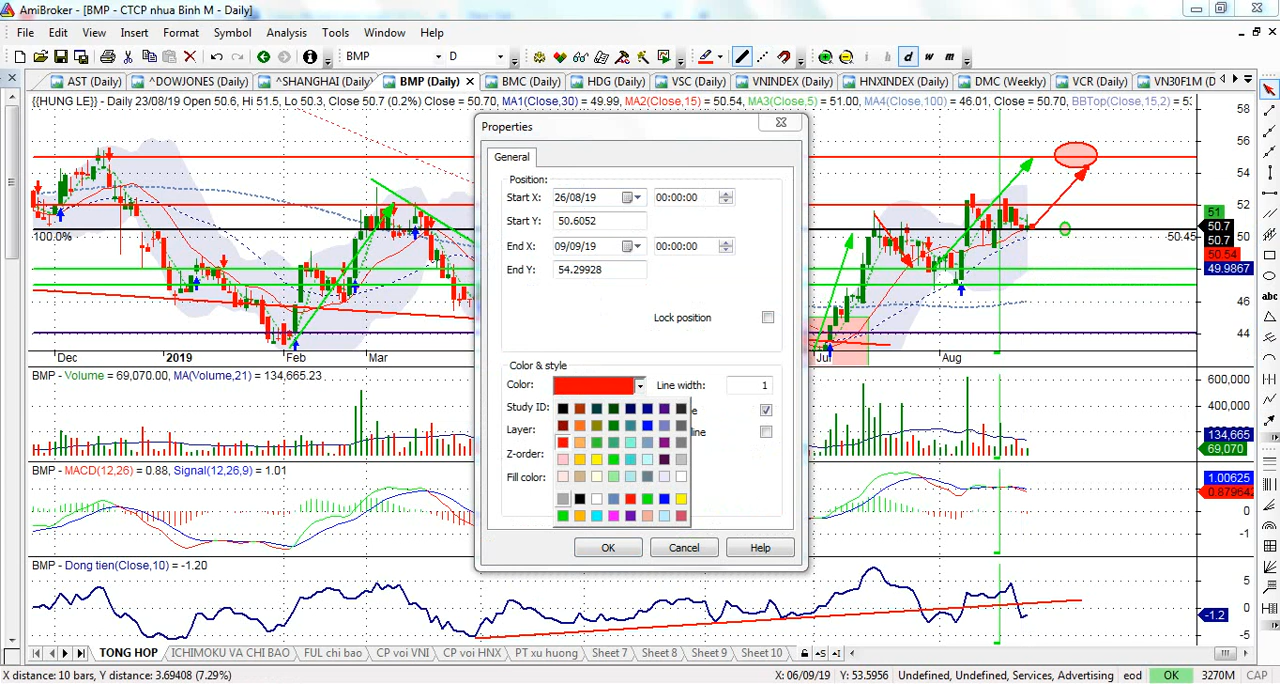 AmiBroker - [BMP - CTCP nhua Binh M - Daily]
File Edit View Insert Format Symbol Analysis Tools Window Help
BMP D i h d w m
AST (Daily) ^DOWJONES (Daily) ^SHANGHAI (Daily) BMP (Daily) BMC (Daily) HDG (Daily) VSC (Daily) VNINDEX (Daily) HNXINDEX (Daily) DMC (Weekly) VCR (Daily) VN30F1M (D
{{HUNG LE}} - Daily 23/08/19 Open 50.6, Hi 51.5, Lo 50.3, Close 50.7 (0.2%) Close = 50.70, MA1(Close,30) = 49.99, MA2(Close,15) = 50.54, MA3(Close,5) = 51.00, MA4(Close,100) = 46.01, Close = 50.70, BBTop(Close,15,2) = 5:
58
56
54
52
51
50.7
50
50.7
50.54
49.9867
46
44
100.0%
50.45
Dec 2019 Feb Mar Jul Aug
Properties
General
Position:
Start X: 26/08/19 00:00:00
Start Y: 50.6052
End X: 09/09/19 00:00:00
End Y: 54.29928
Lock position
Color & style
Color: Line width: 1
Study ID: e
Layer: line
Z-order:
Fill color:
OK Cancel Help
BMP - Volume = 69,070.00, MA(Volume,21) = 134,665.23
600,000
400,000
134,665
69,070
BMP - MACD(12,26) = 0.88, Signal(12,26,9) = 1.01
1.00625
0.879642
0
-1
BMP - Dong tien(Close,10) = -1.20
5
0
-1.2
-5
TONG HOP ICHIMOKU VA CHI BAO FUL chi bao CP voi VNI CP voi HNX PT xu huong Sheet 7 Sheet 8 Sheet 9 Sheet 10
X distance: 10 bars, Y distance: 3.69408 (7.29%) X: 06/09/19 Y: 53.5956 Undefined, Undefined, Services, Advertising eod OK 3270M CAP
abc